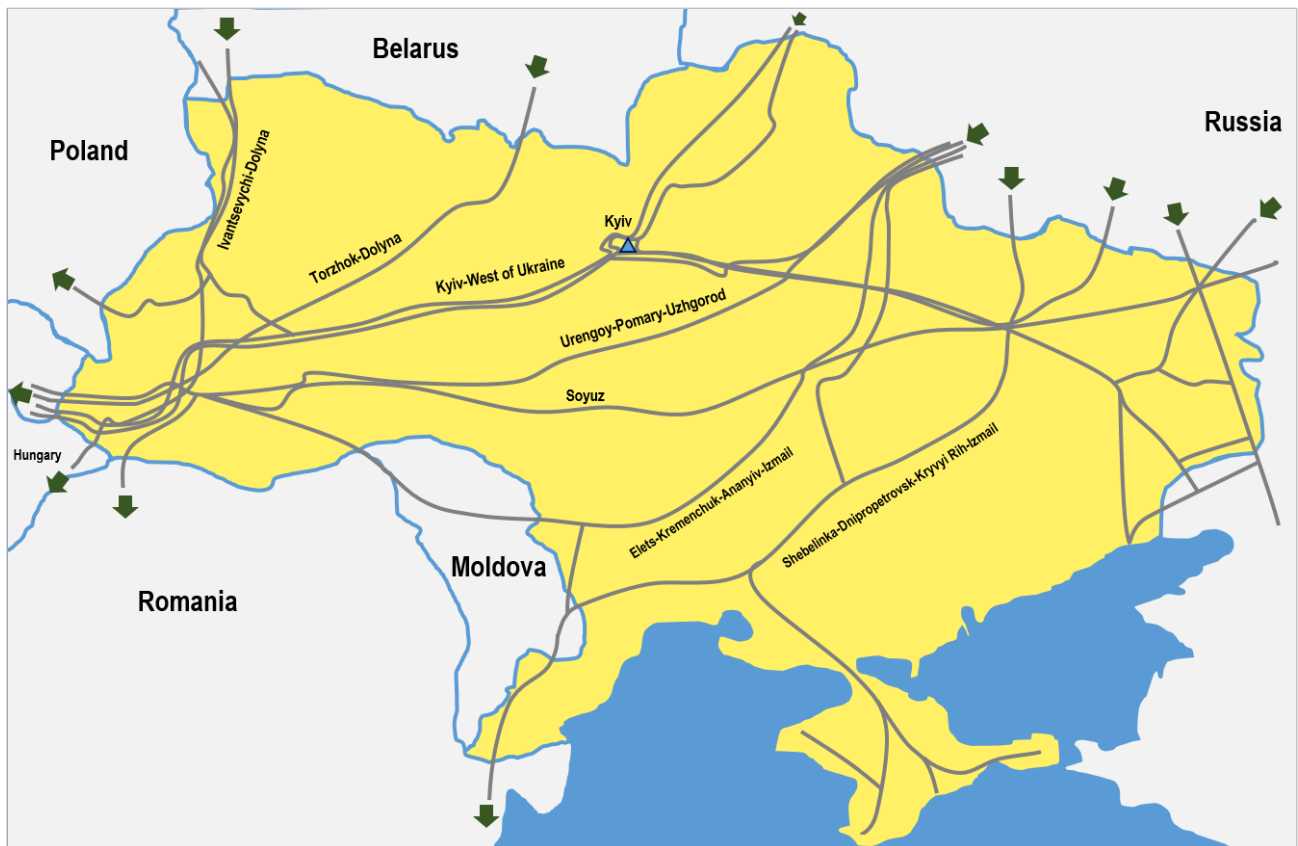 Belarus
Russia
Poland
Ivantsevychi-Dolyna
Kyiv
Torzhok-Dolyna
Kyiv-West of Ukraine
Urengoy-Pomary-Uzhgorod
Soyuz
Hungary
Elets-Kremenchuk-Ananyiv-Izmail
Shebelinka-Dnipropetrovsk-Kryvyi Rih-Izmail
Moldova
Romania